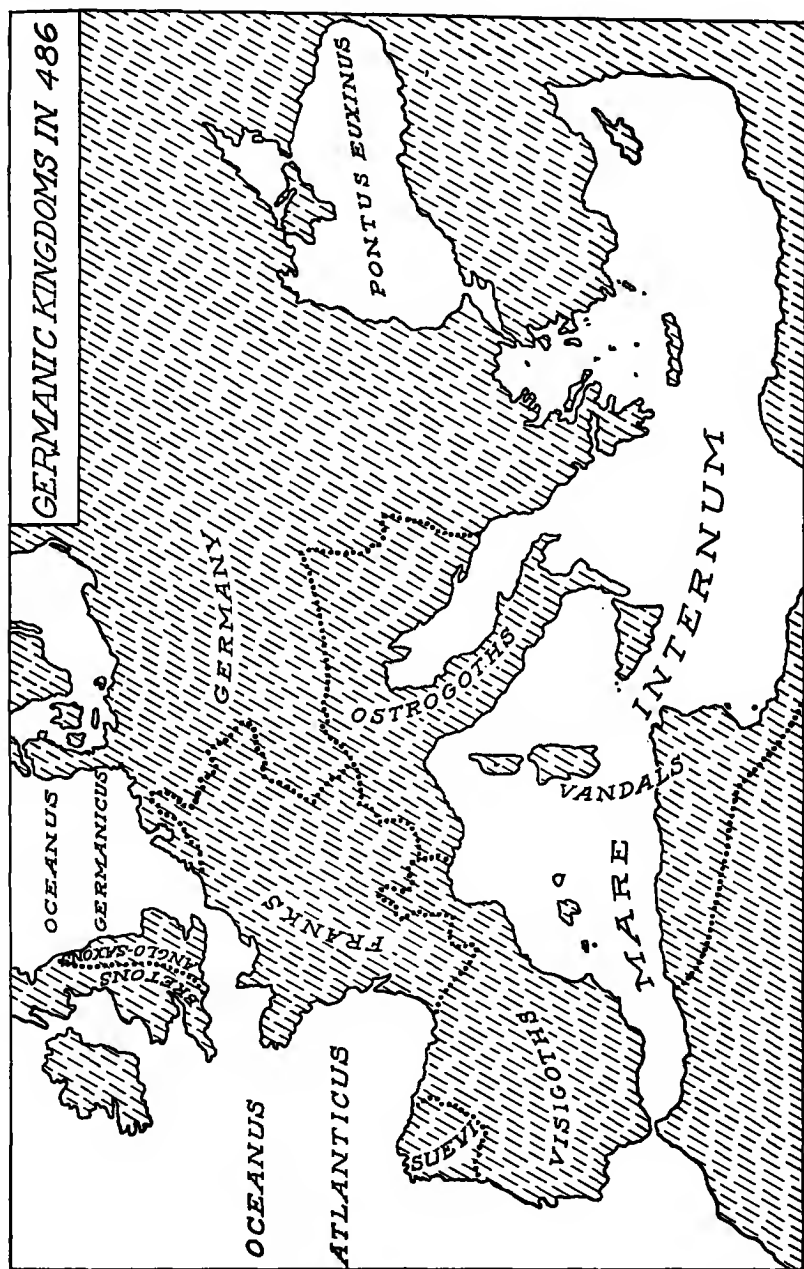 GERMANIC KINGDOMS IN 486
OCEANUS
GERMANICUS
BRETONS
ANGLO-SAXONS
GERMANY
PONTUS EUXINUS
FRANKS
OSTROGOTHS
OCEANUS
ATLANTICUS
SUEVI
VISIGOTHS
VANDALS
MARE
INTERNUM